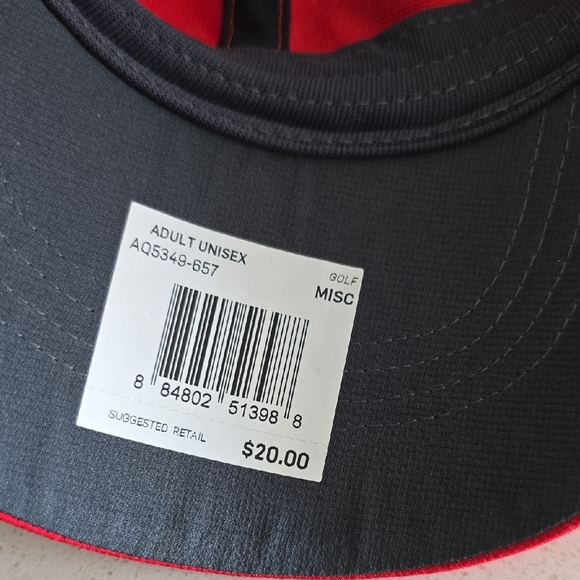 ADULT UNISEX
AQ5349-657
GOLF
MISC
8 84802 51398 8
SUGGESTED RETAIL
$20.00